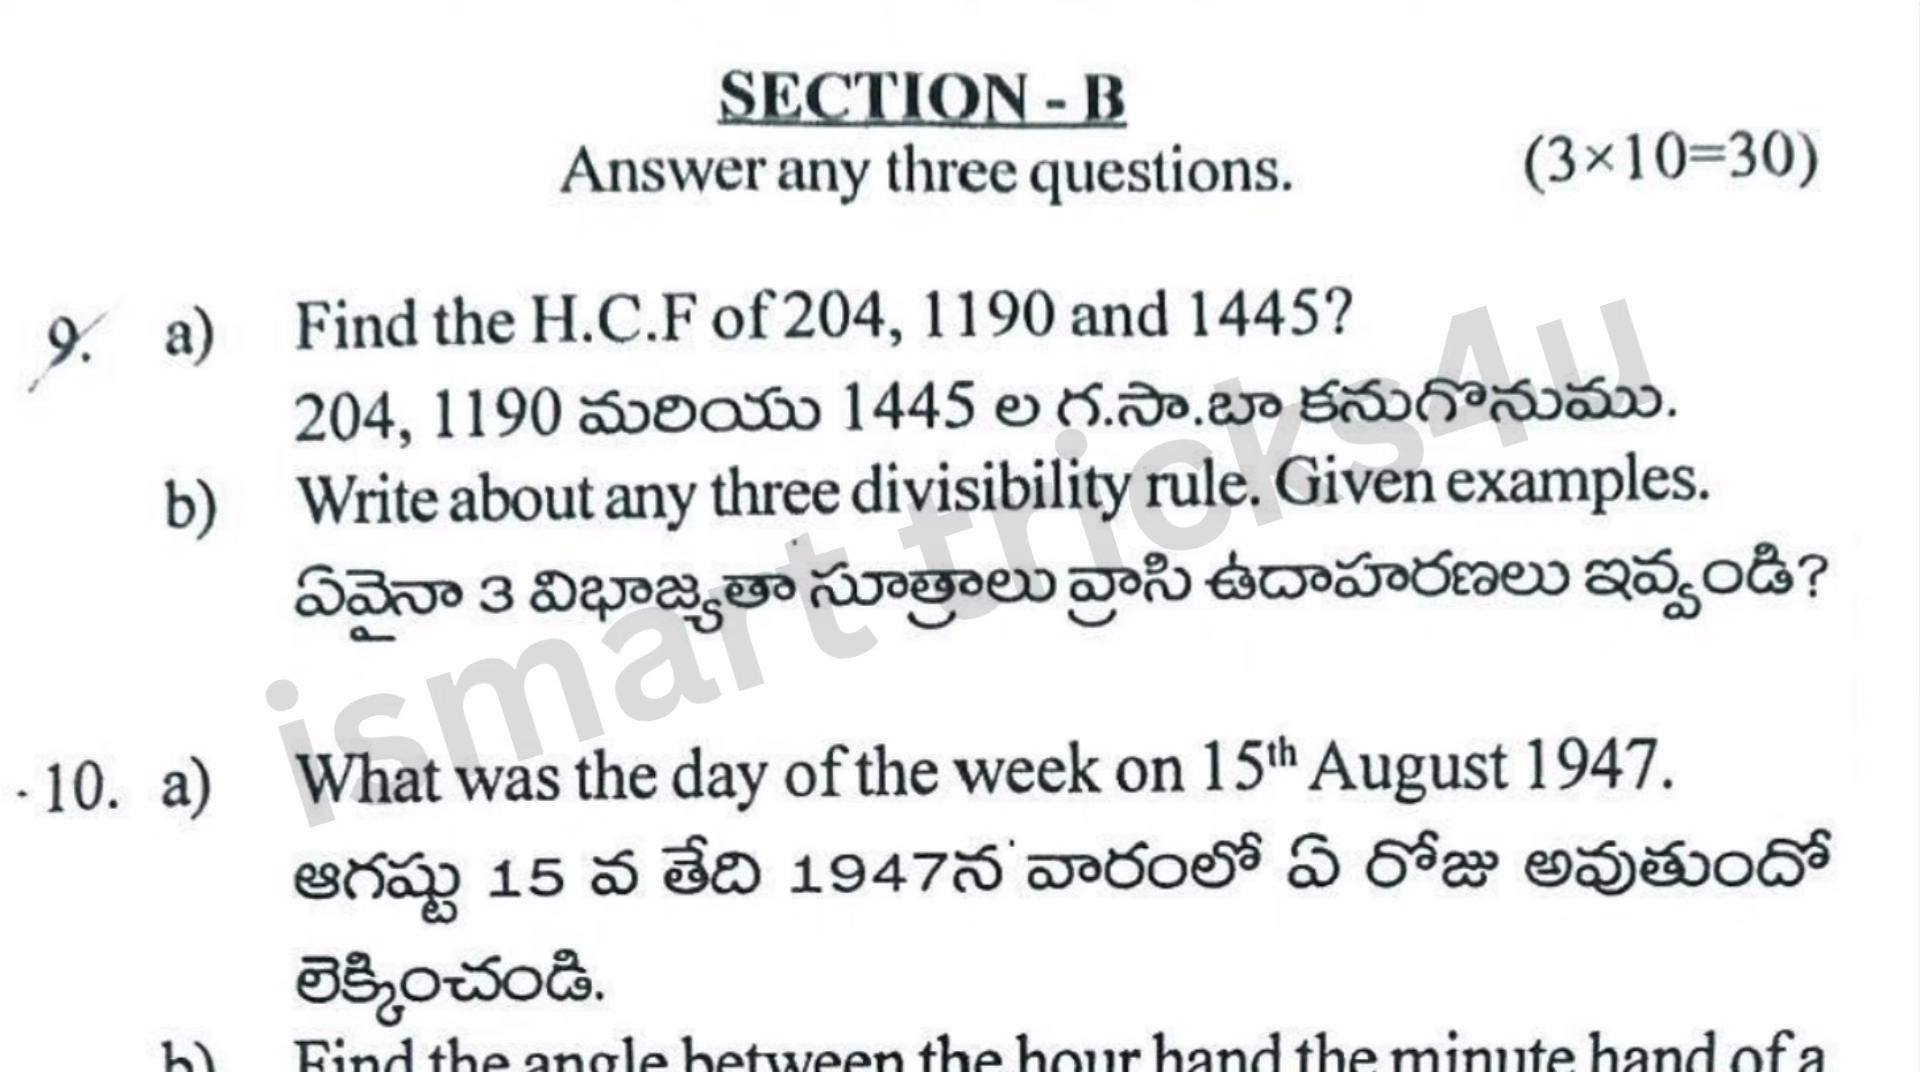 SECTION - B
Answer any three questions. (3×10=30)
9. a) Find the H.C.F of 204, 1190 and 1445?
204, 1190 మరియు 1445 ల గ.సా.బా కనుగొనుము.
b) Write about any three divisibility rule. Given examples.
ఏవైనా 3 విభాజ్యతా సూత్రాలు వ్రాసి ఉదాహరణలు ఇవ్వండి?
ismart tricks4u
10. a) What was the day of the week on 15th August 1947.
ఆగష్టు 15 వ తేది 1947న వారంలో ఏ రోజు అవుతుందో
లెక్కించండి.
b) Find the angle between the hour hand the minute hand of a